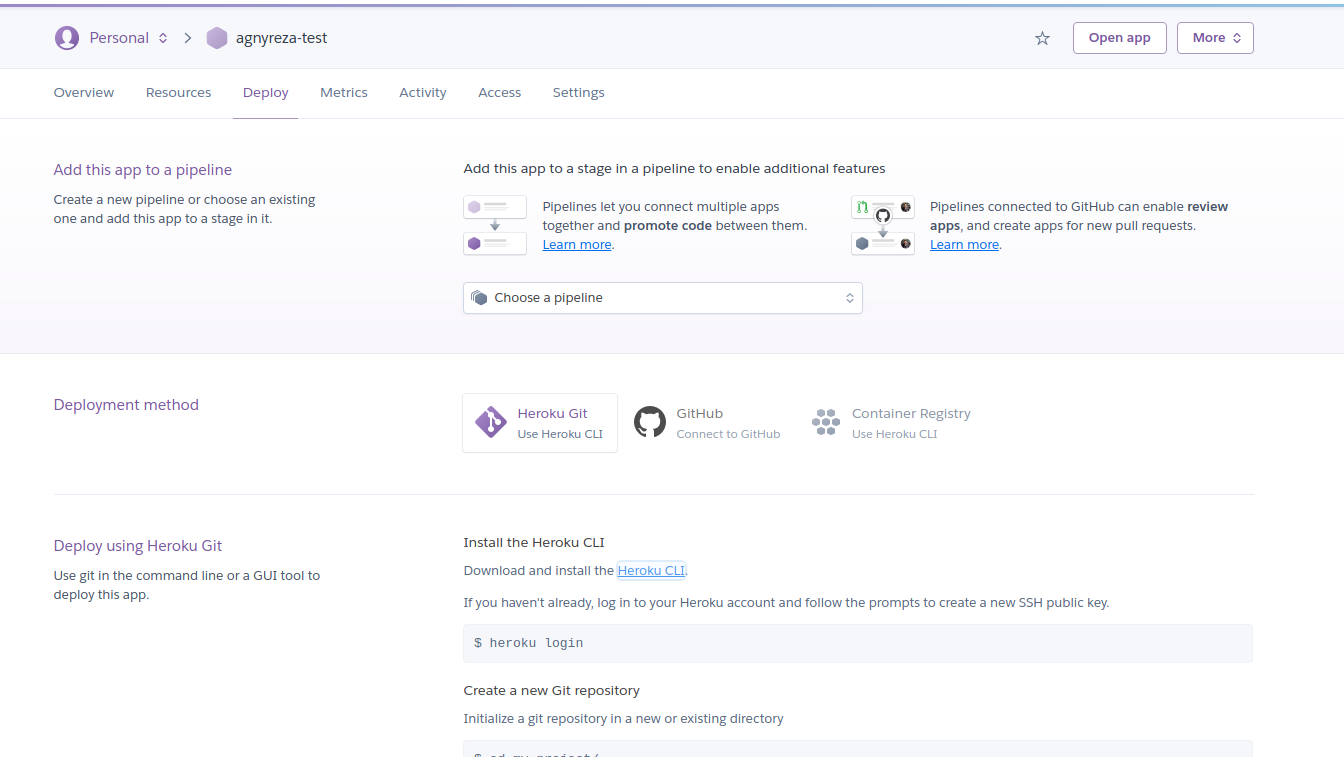 Personal
agnyreza-test
Open app
More
Overview
Resources
Deploy
Metrics
Activity
Access
Settings
Add this app to a pipeline
Create a new pipeline or choose an existing
one and add this app to a stage in it.
Add this app to a stage in a pipeline to enable additional features
Pipelines let you connect multiple apps
together and promote code between them.
Learn more.
Pipelines connected to GitHub can enable review
apps, and create apps for new pull requests.
Learn more.
Choose a pipeline
Deployment method
Heroku Git
Use Heroku CLI
GitHub
Connect to GitHub
Container Registry
Use Heroku CLI
Deploy using Heroku Git
Use git in the command line or a GUI tool to
deploy this app.
Install the Heroku CLI
Download and install the Heroku CLI.
If you haven't already, log in to your Heroku account and follow the prompts to create a new SSH public key.
$ heroku login
Create a new Git repository
Initialize a git repository in a new or existing directory